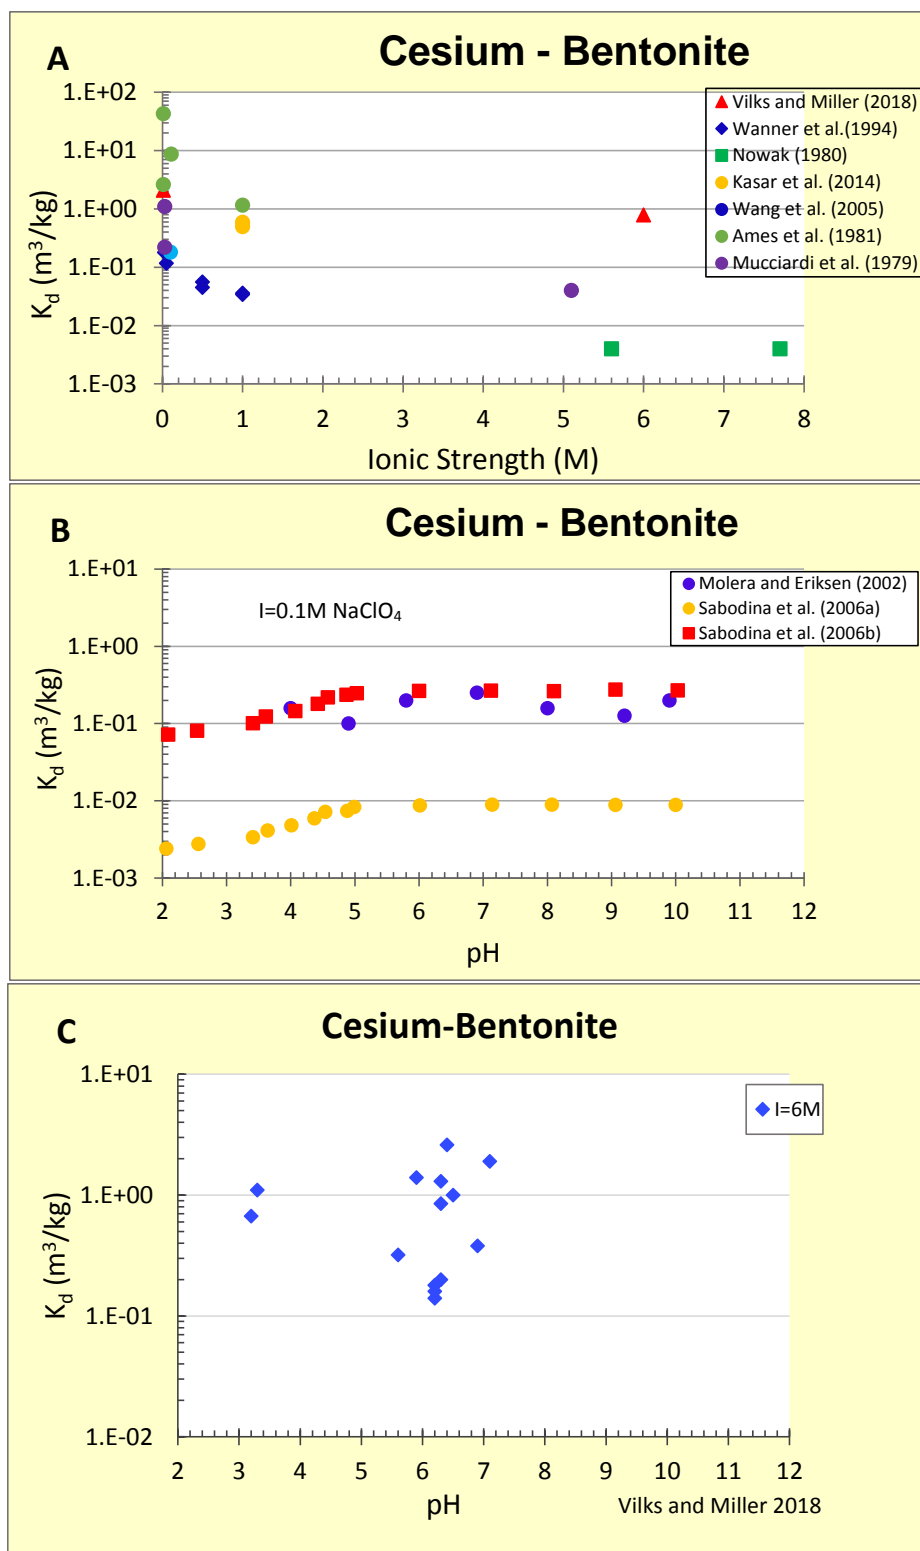 A
Cesium - Bentonite
1.E+02
1.E+01
1.E+00
1.E-01
1.E-02
1.E-03
K_d (m³/kg)
Vilks and Miller (2018)
Wanner et al.(1994)
Nowak (1980)
Kasar et al. (2014)
Wang et al. (2005)
Ames et al. (1981)
Mucciardi et al. (1979)
0 1 2 3 4 5 6 7 8
Ionic Strength (M)
B
Cesium - Bentonite
1.E+01
1.E+00
1.E-01
1.E-02
1.E-03
K_d (m³/kg)
I=0.1M NaClO₄
Molera and Eriksen (2002)
Sabodina et al. (2006a)
Sabodina et al. (2006b)
2 3 4 5 6 7 8 9 10 11 12
pH
C
Cesium-Bentonite
1.E+01
1.E+00
1.E-01
1.E-02
K_d (m³/kg)
I=6M
2 3 4 5 6 7 8 9 10 11 12
pH
Vilks and Miller 2018